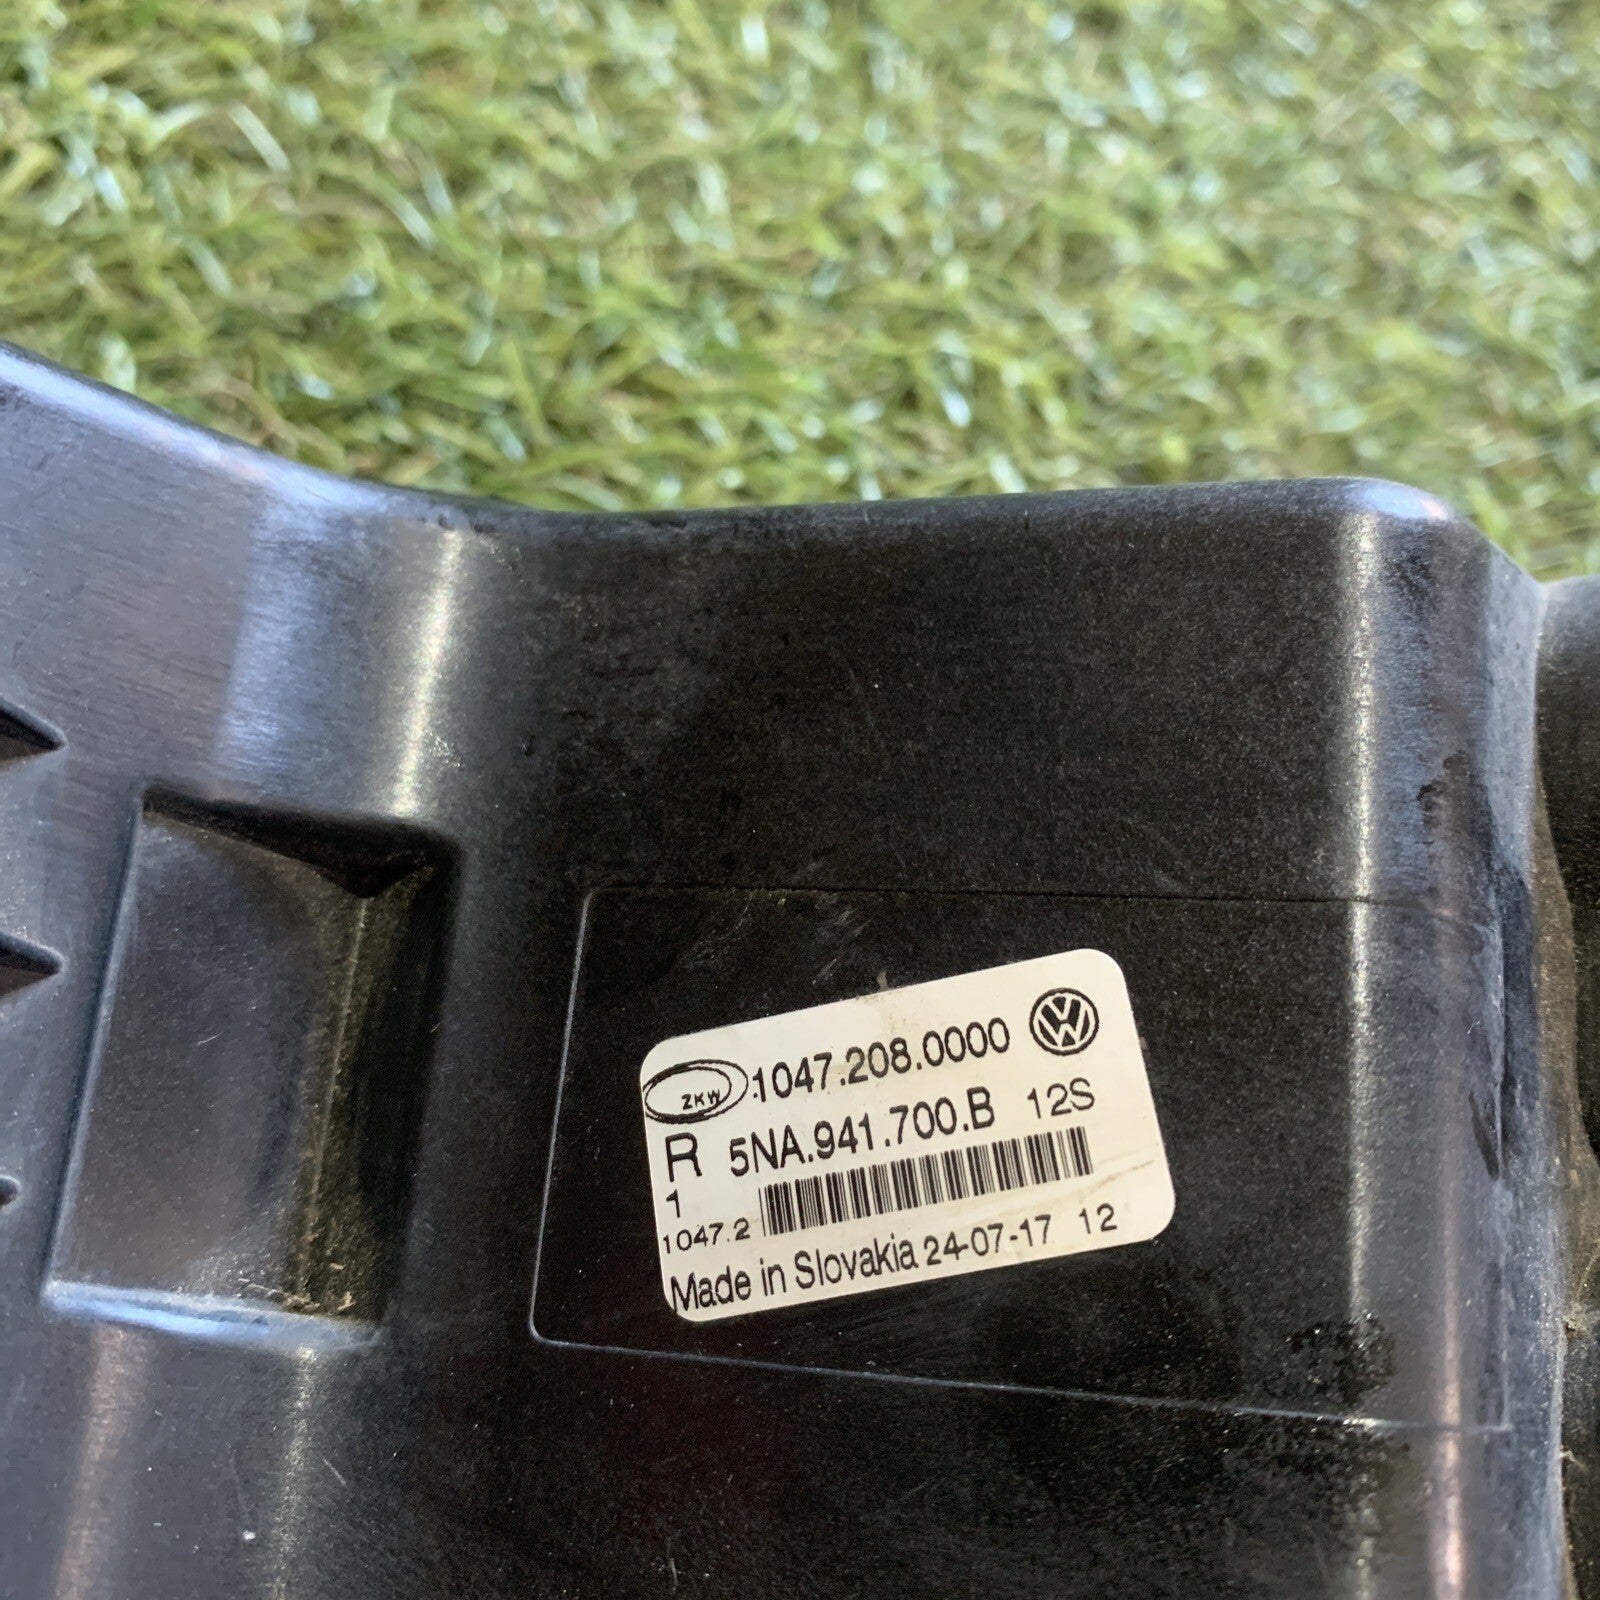 ZKW 1047.208.0000
R 5NA.941.700.B 12S
1
1047.2
Made in Slovakia 24-07-17 12